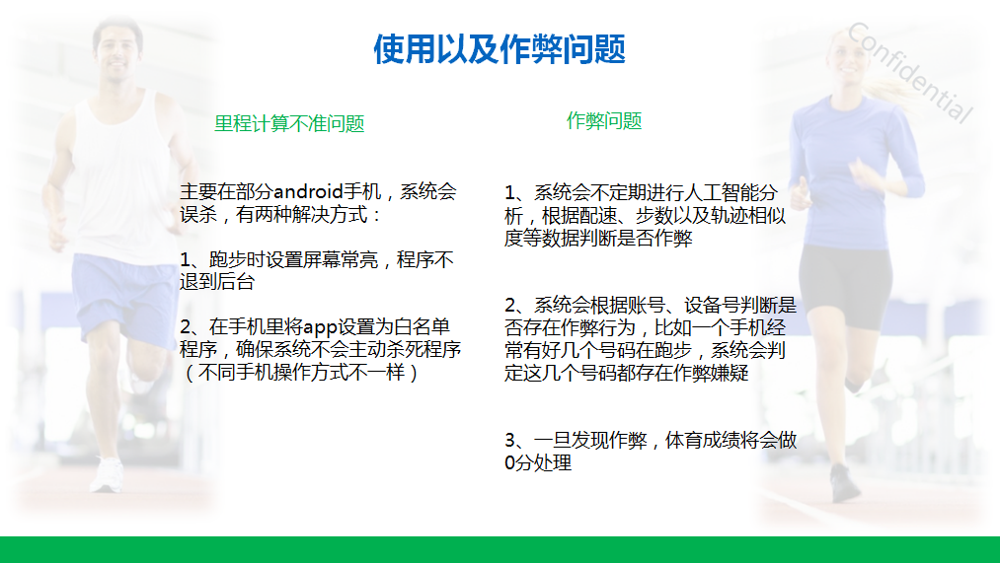 使用以及作弊问题
Confidential
里程计算不准问题
主要在部分android手机，系统会
误杀，有两种解决方式：
1、跑步时设置屏幕常亮，程序不
退到后台
2、在手机里将app设置为白名单
程序，确保系统不会主动杀死程序
（不同手机操作方式不一样）
作弊问题
1、系统会不定期进行人工智能分
析，根据配速、步数以及轨迹相似
度等数据判断是否作弊
2、系统会根据账号、设备号判断是
否存在作弊行为，比如一个手机经
常有好几个号码在跑步，系统会判
定这几个号码都存在作弊嫌疑
3、一旦发现作弊，体育成绩将会做
0分处理